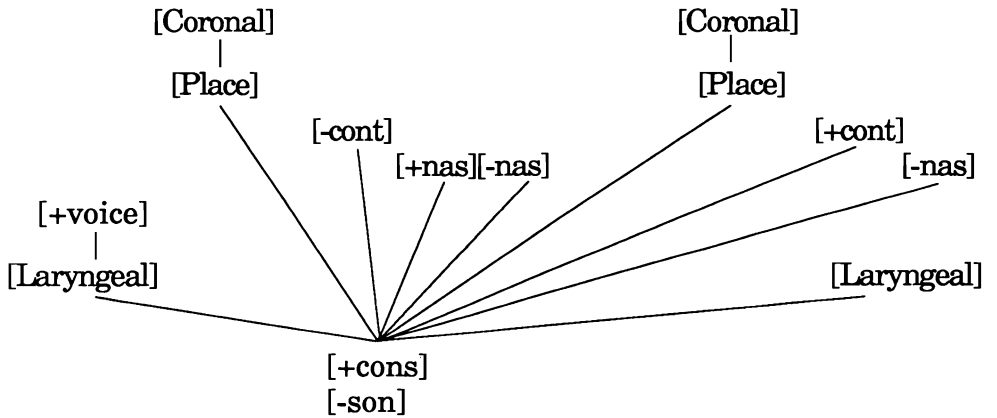 [Coronal] [Coronal]
[Place] [Place]
[-cont] [+cont]
[+nas][-nas] [-nas]
[+voice]
[Laryngeal] [Laryngeal]
[+cons]
[-son]